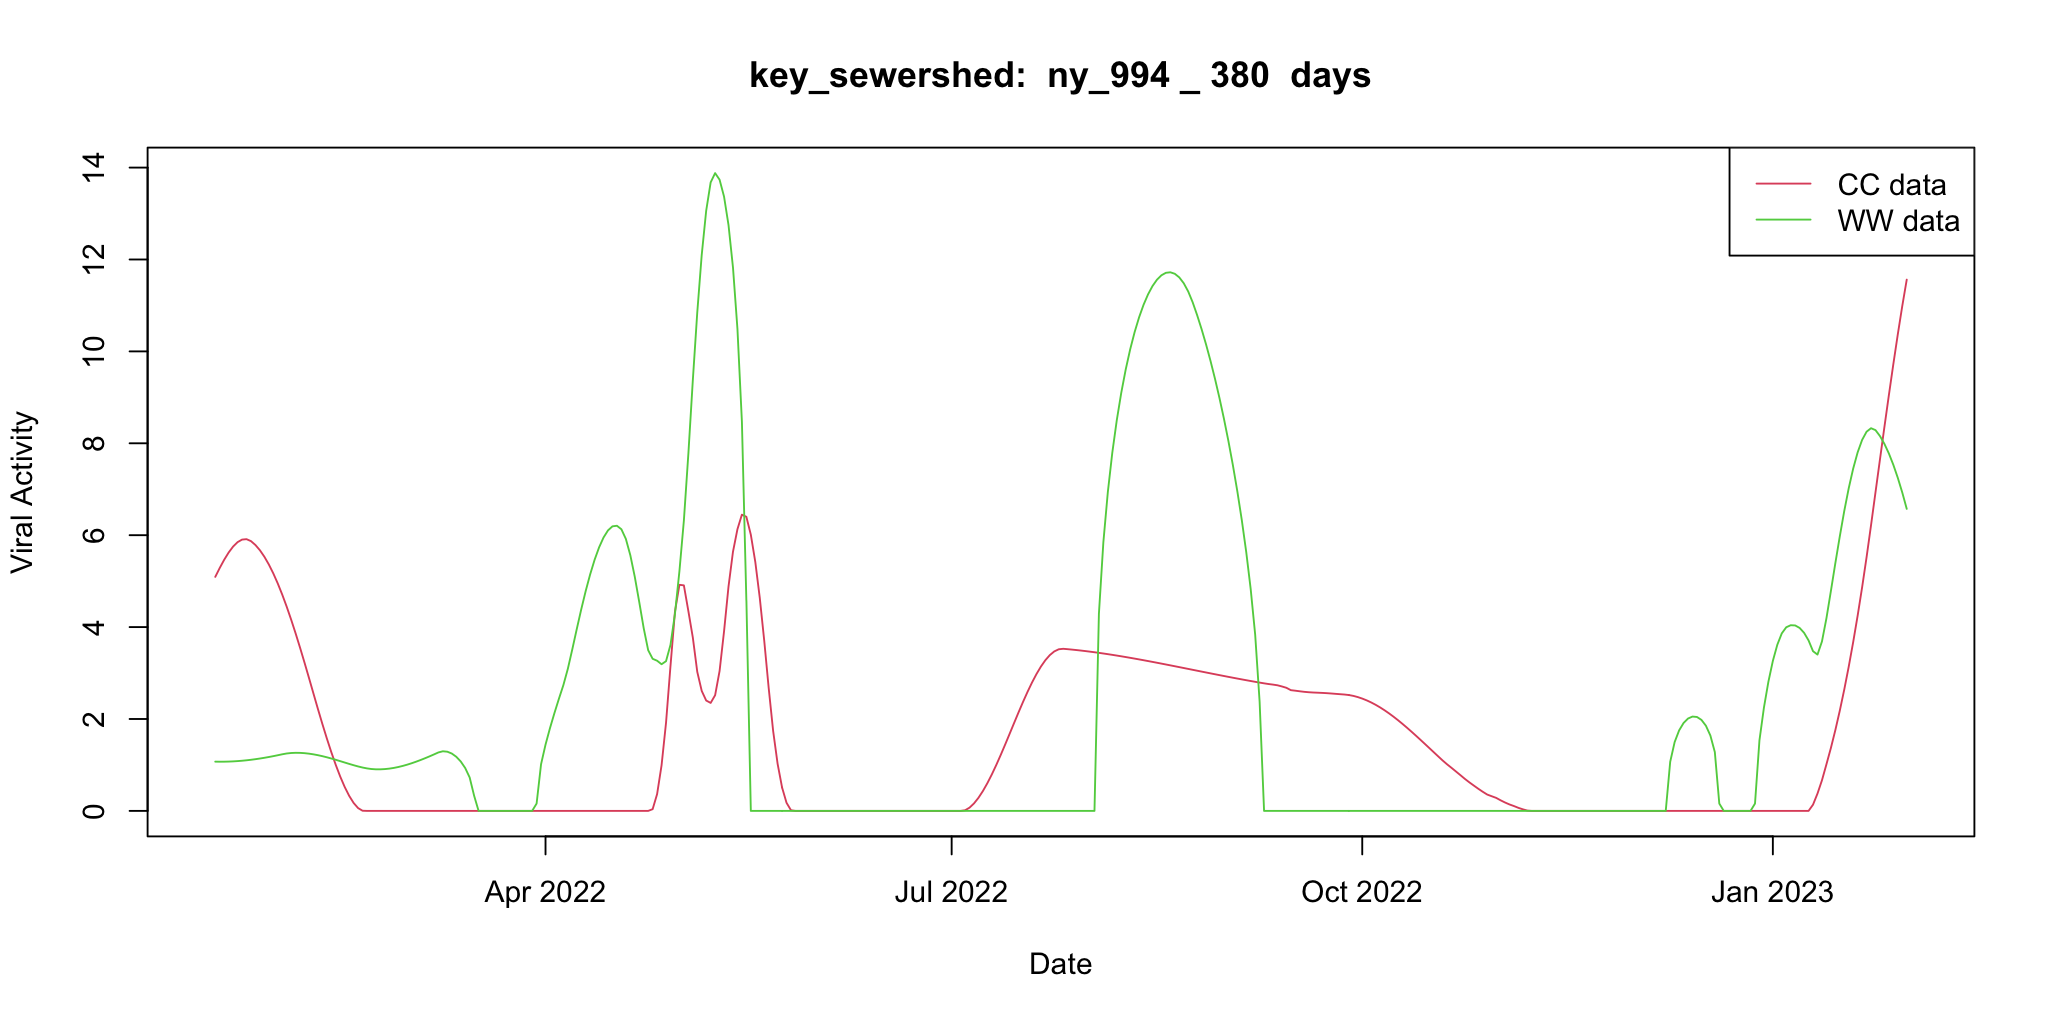 key_sewershed:  ny_994 _ 380  days
CC data
WW data
Viral Activity
14
12
10
8
6
4
2
0
Apr 2022
Jul 2022
Oct 2022
Jan 2023
Date